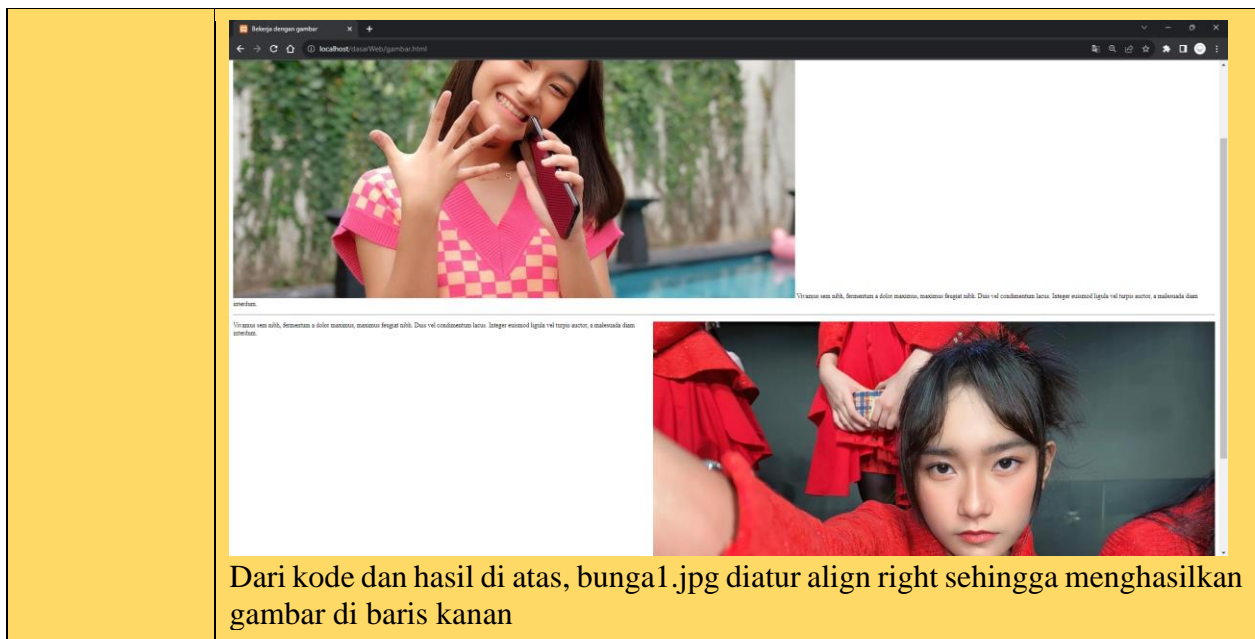 Bekerja dengan gambar
localhost/dasarWeb/gambar.html
Vivamus sem nibh, fermentum a dolor maximus, maximus feugiat nibh. Duis vel condimentum lacus. Integer euismod ligula vel turpis auctor, a malesuada diam
interdum.
Vivamus sem nibh, fermentum a dolor maximus, maximus feugiat nibh. Duis vel condimentum lacus. Integer euismod ligula vel turpis auctor, a malesuada diam
interdum.
Dari kode dan hasil di atas, bunga1.jpg diatur align right sehingga menghasilkan
gambar di baris kanan